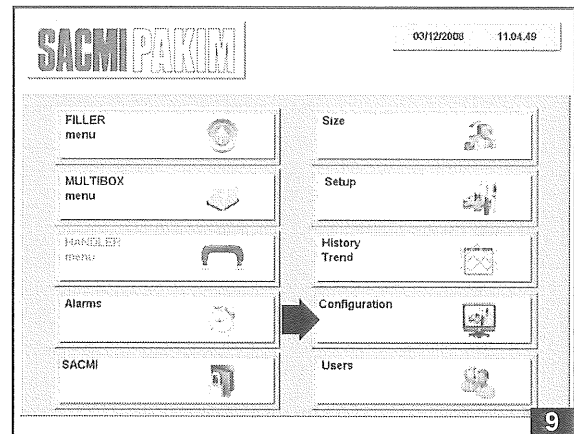 SACMI PAKIM
03/12/2008 11.04.49
FILLER
menu
MULTIBOX
menu
HANDLER
menu
Alarms
SACMI
Size
Setup
History
Trend
Configuration
Users
9